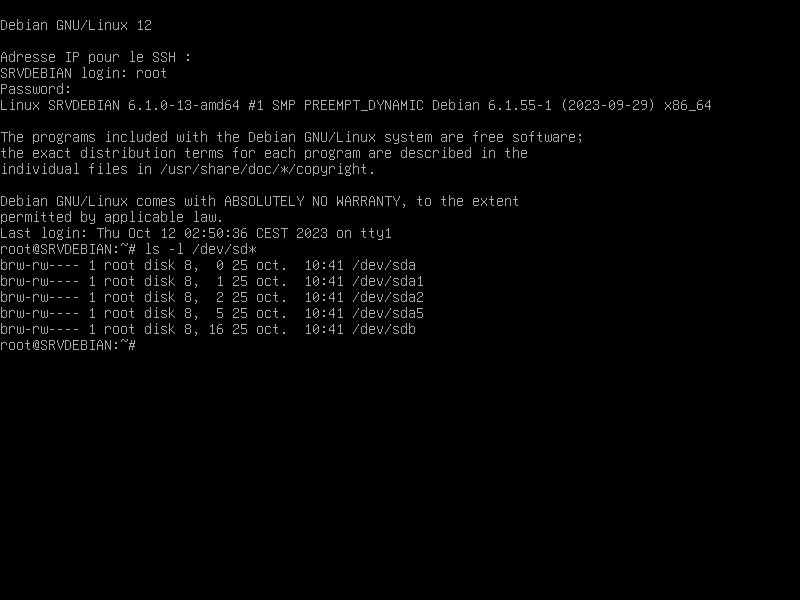 Debian GNU/Linux 12
Adresse IP pour le SSH :
SRVDEBIAN login: root
Password:
Linux SRVDEBIAN 6.1.0-13-amd64 #1 SMP PREEMPT_DYNAMIC Debian 6.1.55-1 (2023-09-29) x86_64
The programs included with the Debian GNU/Linux system are free software;
the exact distribution terms for each program are described in the
individual files in /usr/share/doc/*/copyright.
Debian GNU/Linux comes with ABSOLUTELY NO WARRANTY, to the extent
permitted by applicable law.
Last login: Thu Oct 12 02:50:36 CEST 2023 on tty1
root@SRVDEBIAN:~# ls -l /dev/sd*
brw-rw---- 1 root disk 8,  0 25 oct.  10:41 /dev/sda
brw-rw---- 1 root disk 8,  1 25 oct.  10:41 /dev/sda1
brw-rw---- 1 root disk 8,  2 25 oct.  10:41 /dev/sda2
brw-rw---- 1 root disk 8,  5 25 oct.  10:41 /dev/sda5
brw-rw---- 1 root disk 8, 16 25 oct.  10:41 /dev/sdb
root@SRVDEBIAN:~#